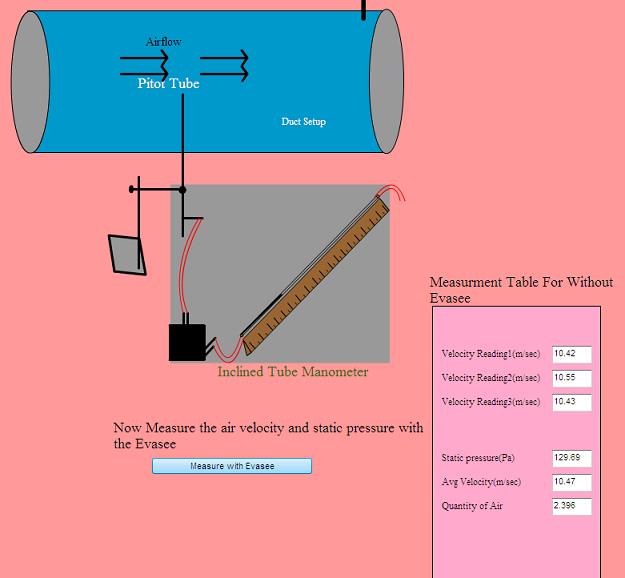 Airflow
Pitot Tube
Duct Setup
Inclined Tube Manometer
Now Measure the air velocity and static pressure with
the Evasee
Measure with Evasee
Measurment Table For Without
Evasee
Velocity Reading1(m/sec) 10.42
Velocity Reading2(m/sec) 10.55
Velocity Reading3(m/sec) 10.43
Static pressure(Pa) 129.69
Avg Velocity(m/sec) 10.47
Quantity of Air 2.396